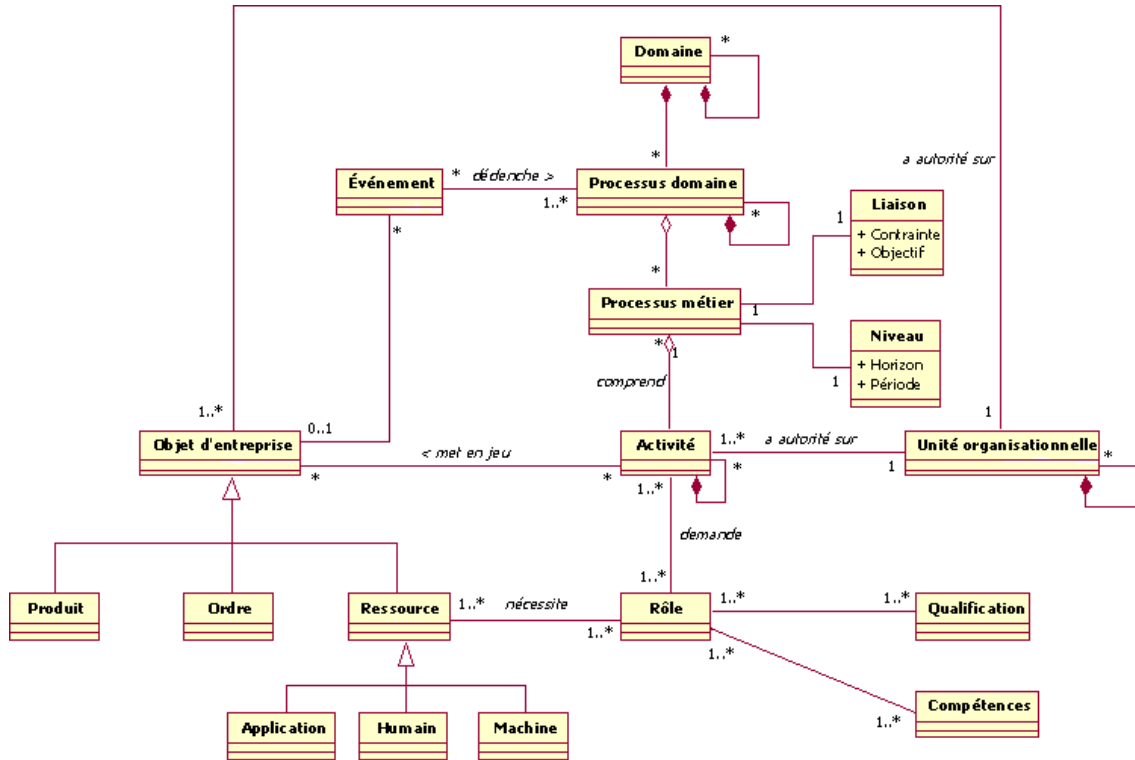 Domaine
*
*
a autorité sur
Événement
* déclenche >
1..*
Processus domaine
*
*
*
Liaison
+ Contrainte
+ Objectif
1
Processus métier
1
* 1
Niveau
+ Horizon
+ Période
1
comprend
1..*
0..1
1
Objet d'entreprise
< met en jeu
*
*
Activité
*
1..*
1..* a autorité sur
1
Unité organisationnelle
*
demande
1..*
Produit
Ordre
Ressource
1..* nécessite
1..*
Rôle
1..*
1..*
Qualification
1..*
1..*
Compétences
Application
Humain
Machine